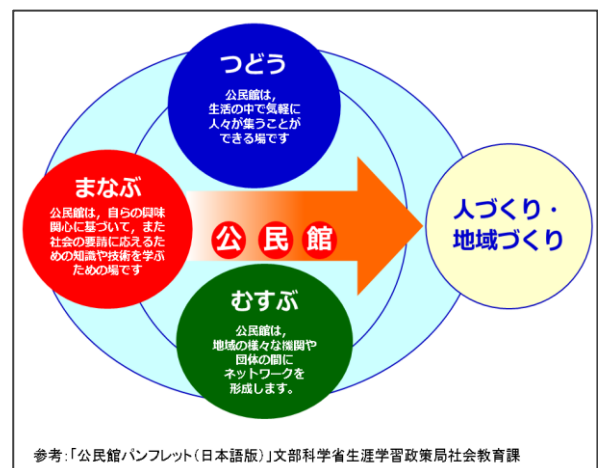 つどう
公民館は，
生活の中で気軽に
人々が集うことが
できる場です
まなぶ
公民館は，自らの興味
関心に基づいて，また
社会の要請に応えるた
めの知識や技術を学ぶ
ための場です
公民館
人づくり・
地域づくり
むすぶ
公民館は，
地域の様々な機関や
団体の間に
ネットワークを
形成します。
参考：「公民館パンフレット（日本語版）」文部科学省生涯学習政策局社会教育課